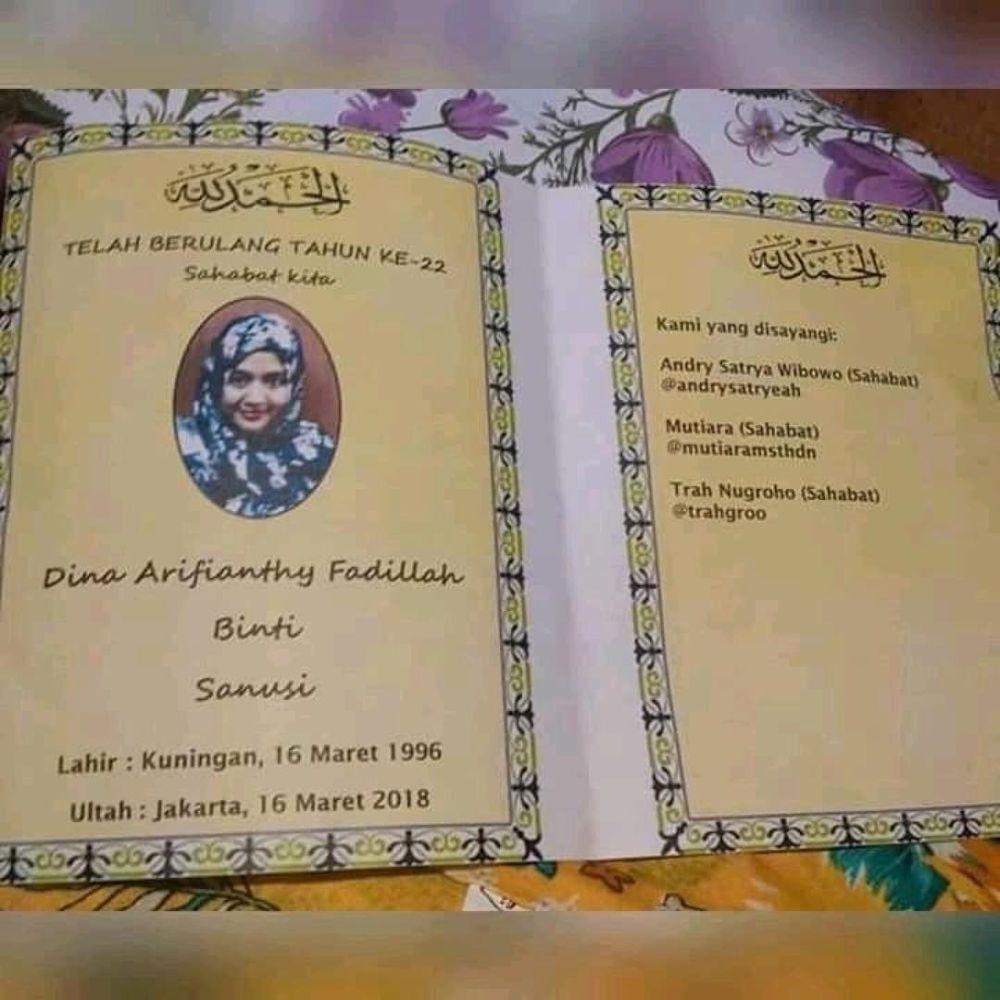 الحمد لله
TELAH BERULANG TAHUN KE-22
Sahabat kita
Dina Arifianthy Fadillah
Binti
Sanusi
Lahir : Kuningan, 16 Maret 1996
Ultah : Jakarta, 16 Maret 2018
الحمد لله
Kami yang disayangi:
Andry Satrya Wibowo (Sahabat)
@andrysatryeah
Mutiara (Sahabat)
@mutiaramsthdn
Trah Nugroho (Sahabat)
@trahgroo